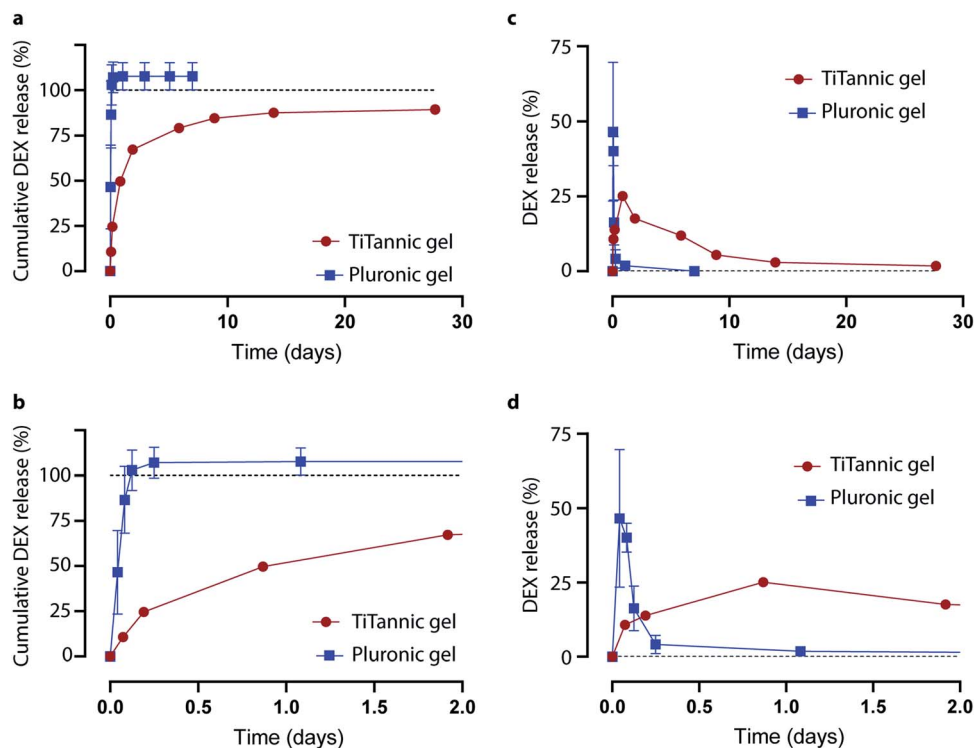 a
Cumulative DEX release (%)
100
75
50
25
0
TiTannic gel
Pluronic gel
0 10 20 30
Time (days)
c
DEX release (%)
75
50
25
0
TiTannic gel
Pluronic gel
0 10 20 30
Time (days)
b
Cumulative DEX release (%)
100
75
50
25
0
TiTannic gel
Pluronic gel
0 0.5 1.0 1.5 2.0
Time (days)
d
DEX release (%)
75
50
25
0
TiTannic gel
Pluronic gel
0 0.5 1.0 1.5 2.0
Time (days)